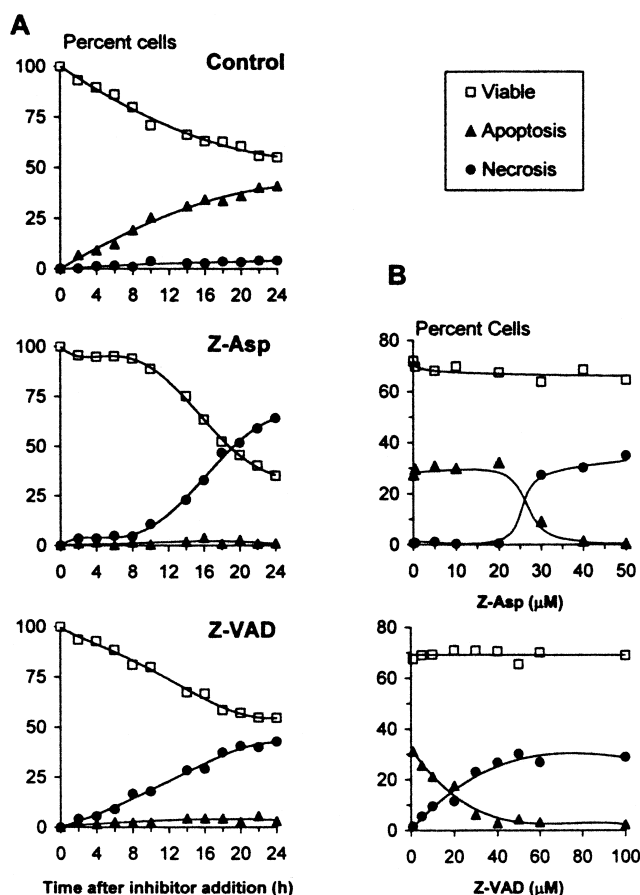 A
Percent cells
Control
100
75
50
25
0
0 4 8 12 16 20 24
Z-Asp
100
75
50
25
0
0 4 8 12 16 20 24
Z-VAD
100
75
50
25
0
0 4 8 12 16 20 24
Time after inhibitor addition (h)
Viable
Apoptosis
Necrosis
B
Percent Cells
80
60
40
20
0
0 10 20 30 40 50
Z-Asp (μM)
80
60
40
20
0
0 20 40 60 80 100
Z-VAD (μM)